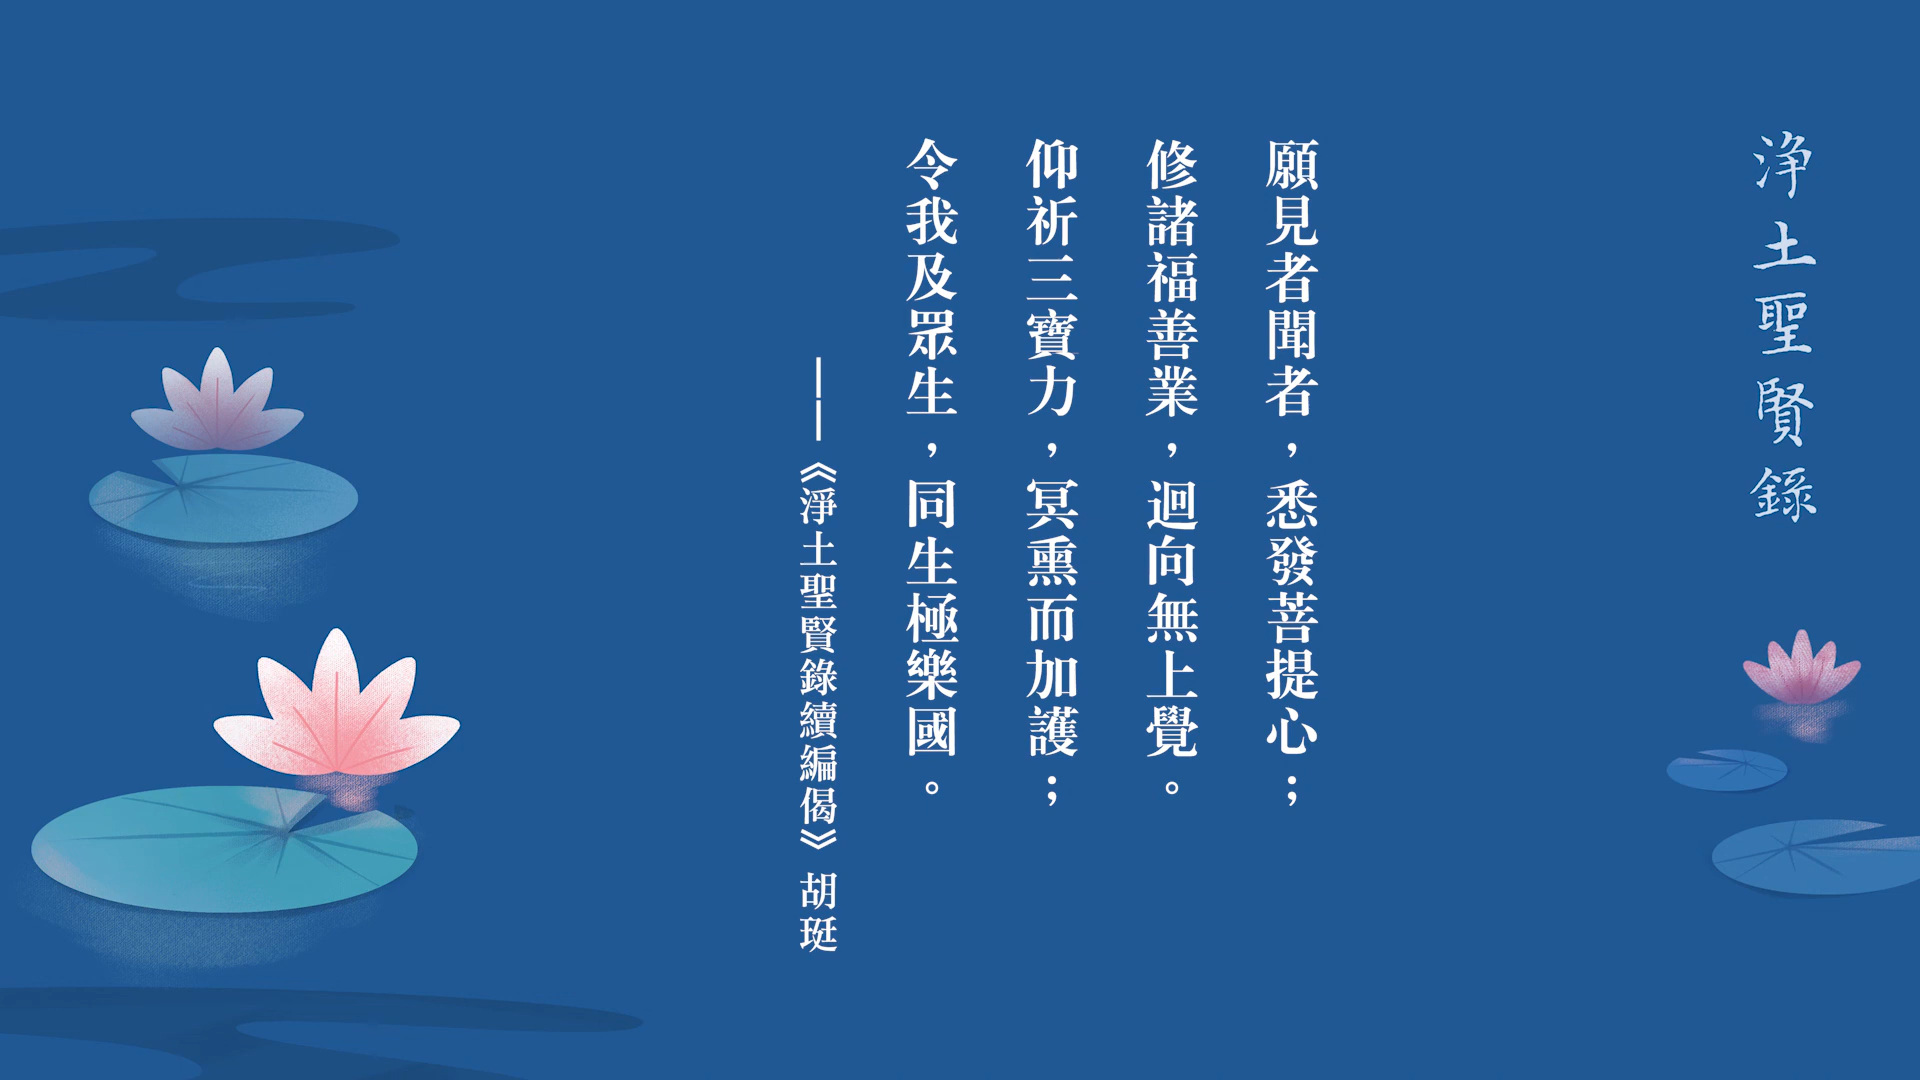 浄土聖賢錄
願見者聞者，悉發菩提心；
修諸福善業，迴向無上覺。
仰祈三寶力，冥熏而加護；
令我及眾生，同生極樂國。
——《淨土聖賢錄續編偈》胡珽